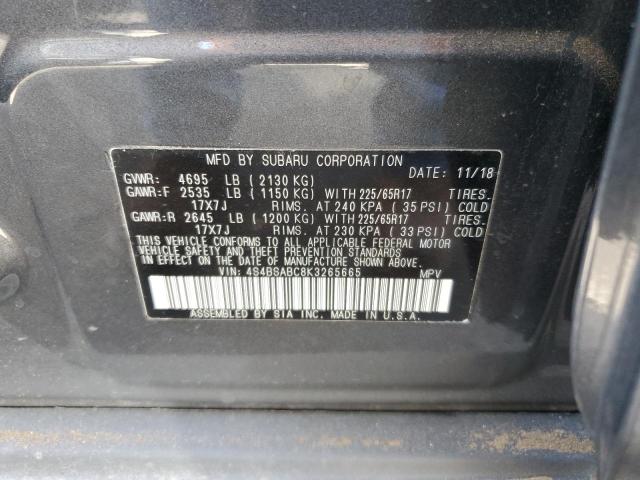 MFD BY SUBARU CORPORATION
DATE: 11/18
GVWR: 4695 LB (2130 KG)
GAWR:F 2535 LB (1150 KG) WITH 225/65R17 TIRES.
17X7J RIMS. AT 240 KPA (35 PSI) COLD
GAWR:R 2645 LB (1200 KG) WITH 225/65R17 TIRES.
17X7J RIMS. AT 230 KPA (33 PSI) COLD
THIS VEHICLE CONFORMS TO ALL APPLICABLE FEDERAL MOTOR
VEHICLE SAFETY AND THEFT PREVENTION STANDARDS
IN EFFECT ON THE DATE OF MANUFACTURE SHOWN ABOVE.
VIN: 4S4BSABC8K3265665 MPV
ASSEMBLED BY SIA INC. MADE IN U.S.A.